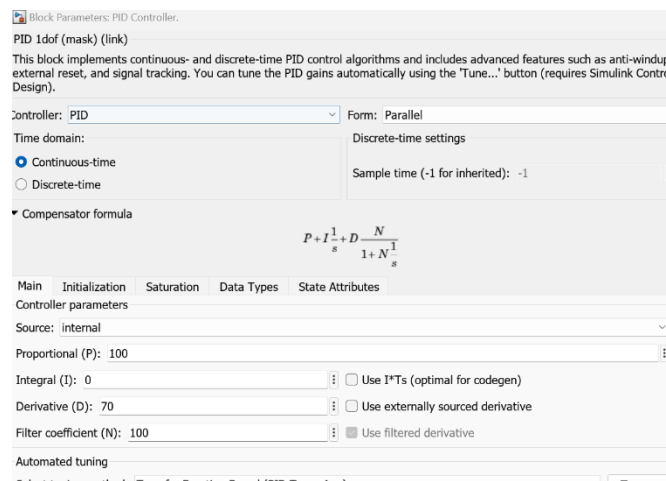 Block Parameters: PID Controller.
PID 1dof (mask) (link)
This block implements continuous- and discrete-time PID control algorithms and includes advanced features such as anti-windup
external reset, and signal tracking. You can tune the PID gains automatically using the 'Tune...' button (requires Simulink Contro
Design).
Controller: PID Form: Parallel
Time domain: Discrete-time settings
Continuous-time
Discrete-time
Sample time (-1 for inherited): -1
Compensator formula
P+I\frac{1}{s}+D\frac{N}{1+N\frac{1}{s}}
Main Initialization Saturation Data Types State Attributes
Controller parameters
Source: internal
Proportional (P): 100
Integral (I): 0 Use I*Ts (optimal for codegen)
Derivative (D): 70 Use externally sourced derivative
Filter coefficient (N): 100 Use filtered derivative
Automated tuning